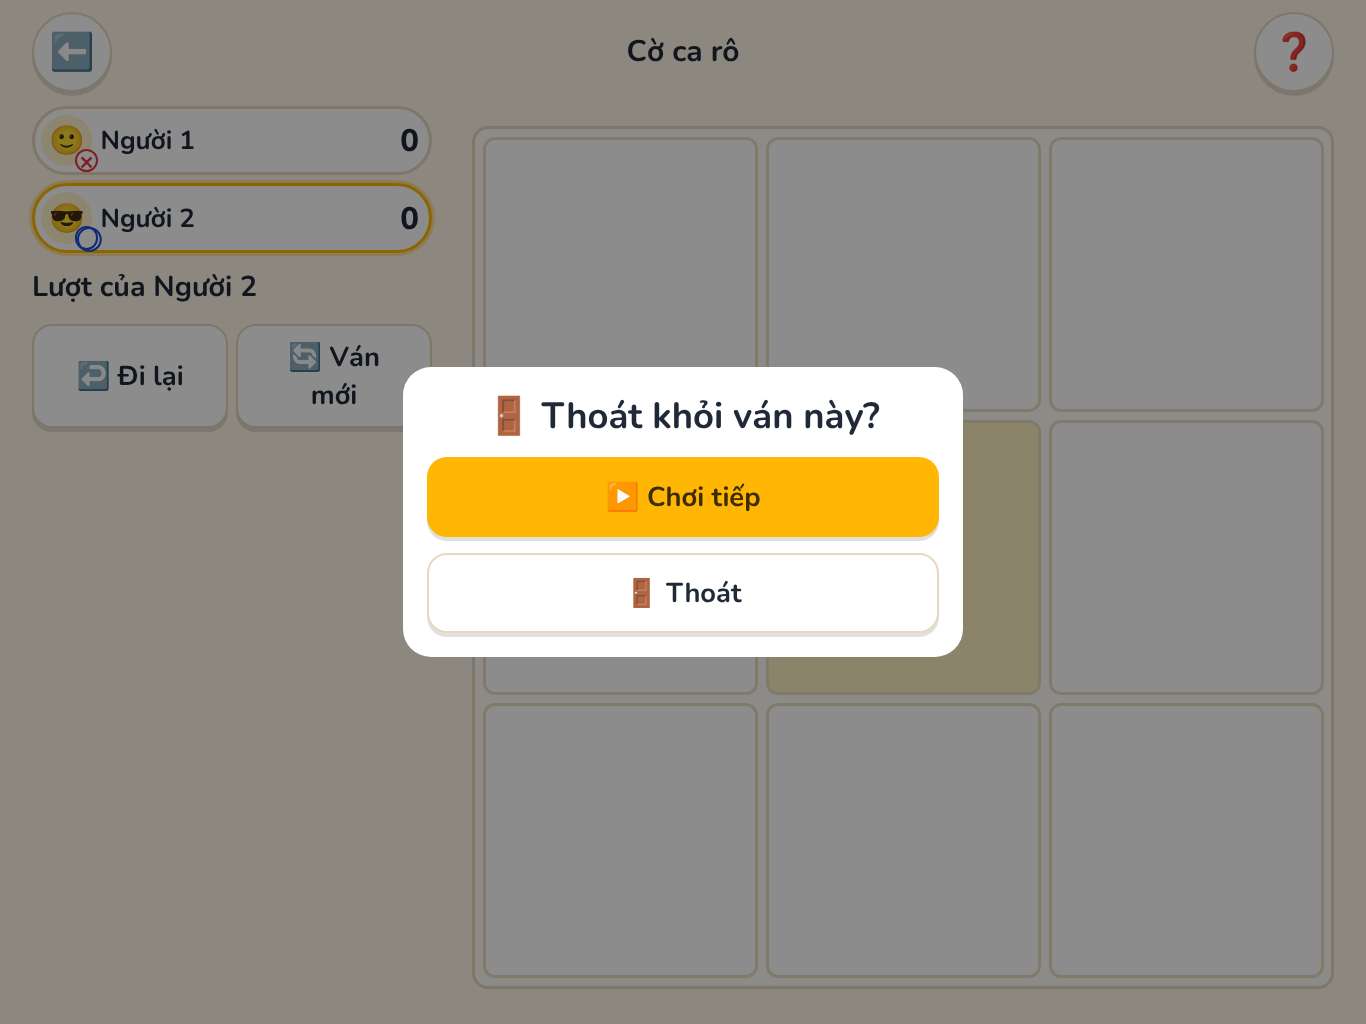 Cờ ca rô
Người 1 0
Người 2 0
Lượt của Người 2
Đi lại
Ván
mới
Thoát khỏi ván này?
Chơi tiếp
Thoát